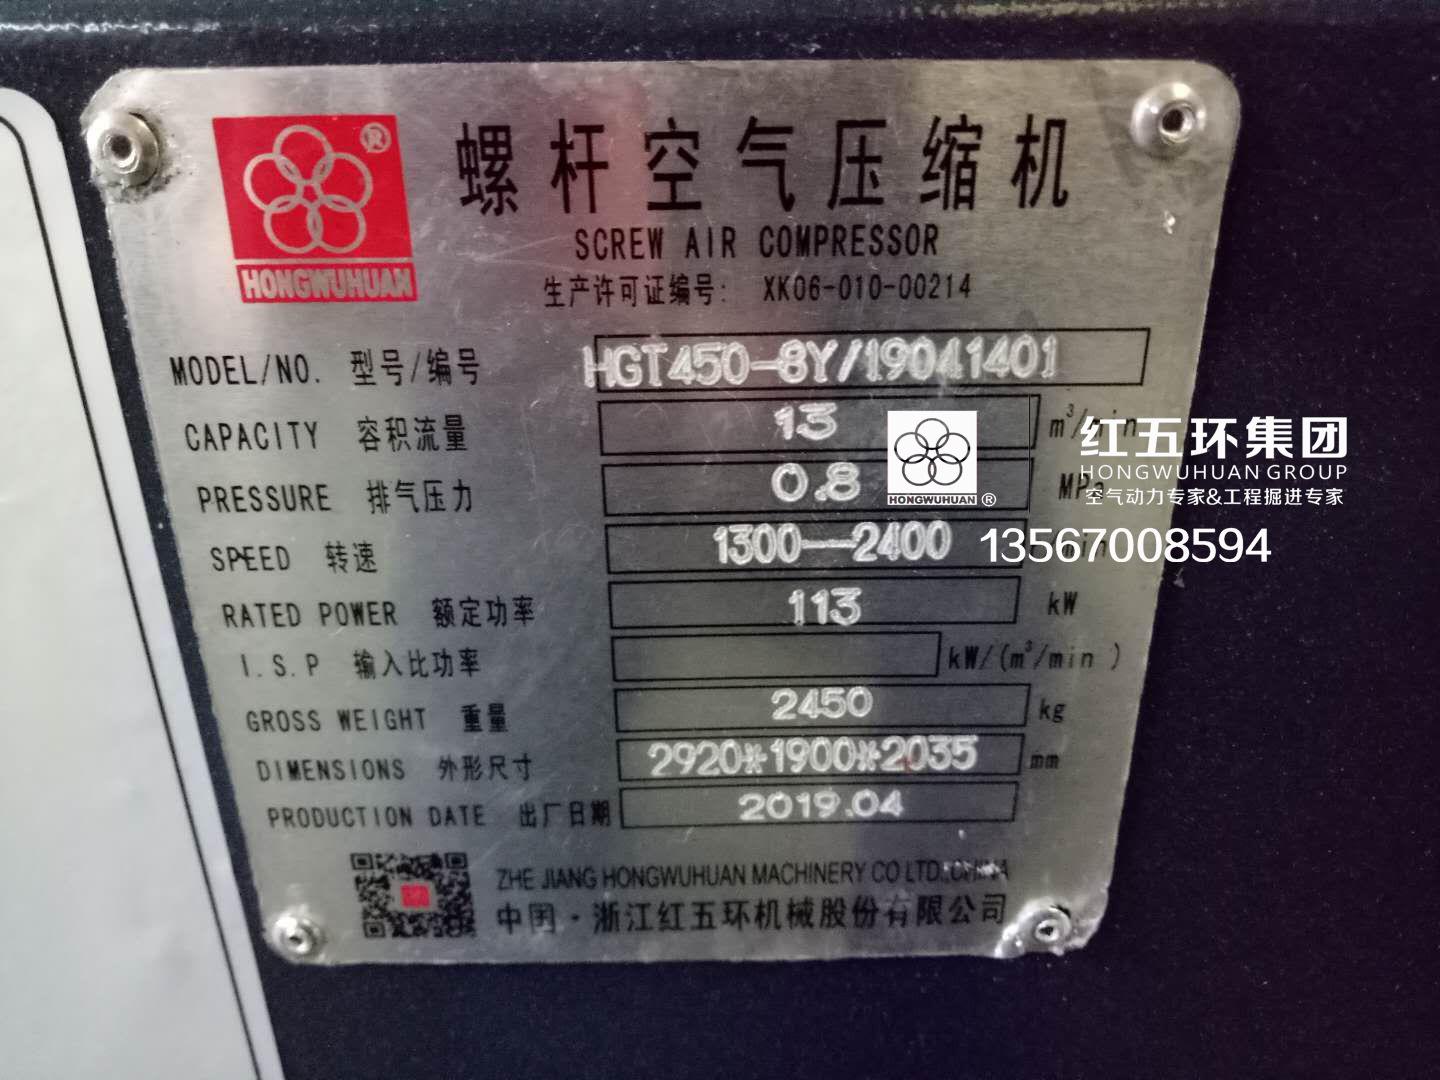 ®
HONGWUHUAN
螺杆空气压缩机
SCREW AIR COMPRESSOR
生产许可证编号: XK06-010-00214
MODEL/NO. 型号/编号 HGT450-8Y/19041401
CAPACITY 容积流量 13 m³/min
PRESSURE 排气压力 0.8 MPa
SPEED 转速 1300—2400
RATED POWER 额定功率 113 kW
I.S.P 输入比功率 kW/(m³/min)
GROSS WEIGHT 重量 2450 kg
DIMENSIONS 外形尺寸 2920*1900*2035 mm
PRODUCTION DATE 出厂日期 2019.04
ZHE JIANG HONGWUHUAN MACHINERY CO LTD.,CHINA
中国·浙江红五环机械股份有限公司
HONGWUHUAN ®
红五环集团
HONGWUHUAN GROUP
空气动力专家&工程掘进专家
13567008594